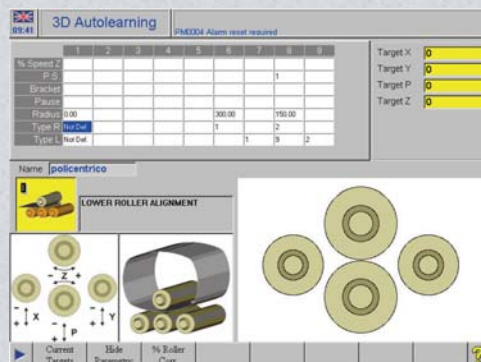 09:41
3D Autolearning
PM0004 Alarm reset required
1 2 3 4 5 6 7 8 9
% Speed Z
P.S. 1
Bracket
Pause
Radius 0.00 300.00 150.00
Type R Not Def. 1 2
Type L Not Def. 1 9 2
Target X 0
Target Y 0
Target P 0
Target Z 0
Name policentrico
LOWER ROLLER ALIGNMENT
- Z +
+ X -
+ Y -
+ P -
Current Targets
Hide Parametric
% Roller Corr.